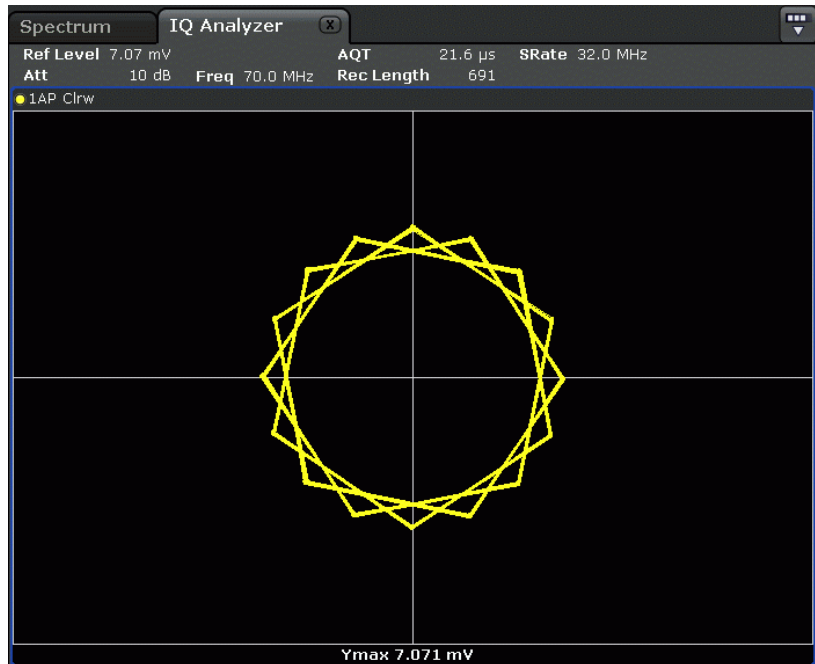 Spectrum IQ Analyzer X
Ref Level 7.07 mV AQT 21.6 µs SRate 32.0 MHz
Att 10 dB Freq 70.0 MHz Rec Length 691
1AP Clrw
Ymax 7.071 mV